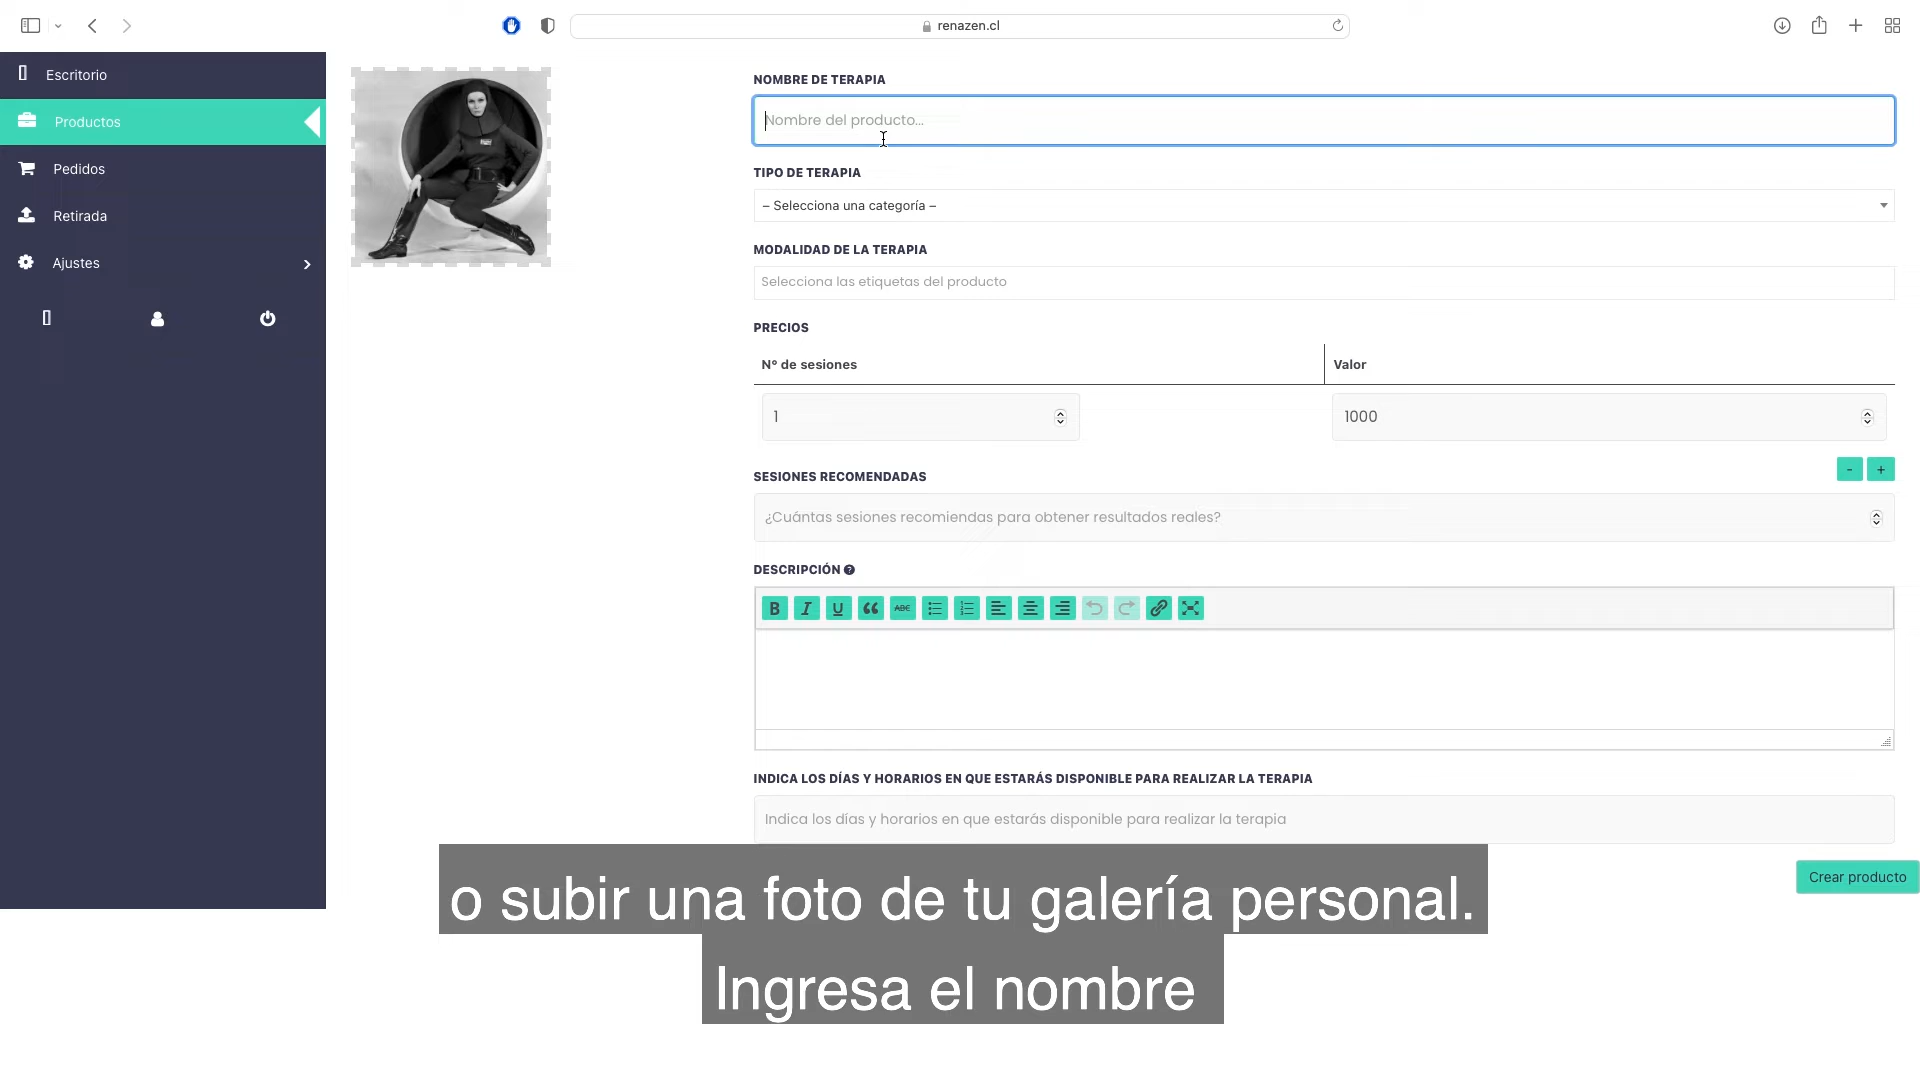 renazen.cl
Escritorio
Productos
Pedidos
Retirada
Ajustes
NOMBRE DE TERAPIA
Nombre del producto...
TIPO DE TERAPIA
– Selecciona una categoría –
MODALIDAD DE LA TERAPIA
Selecciona las etiquetas del producto
PRECIOS
Nº de sesiones
Valor
1
1000
- +
SESIONES RECOMENDADAS
¿Cuántas sesiones recomiendas para obtener resultados reales?
DESCRIPCIÓN
B I U ABC
INDICA LOS DÍAS Y HORARIOS EN QUE ESTARÁS DISPONIBLE PARA REALIZAR LA TERAPIA
Indica los días y horarios en que estarás disponible para realizar la terapia
Crear producto
o subir una foto de tu galería personal.
Ingresa el nombre